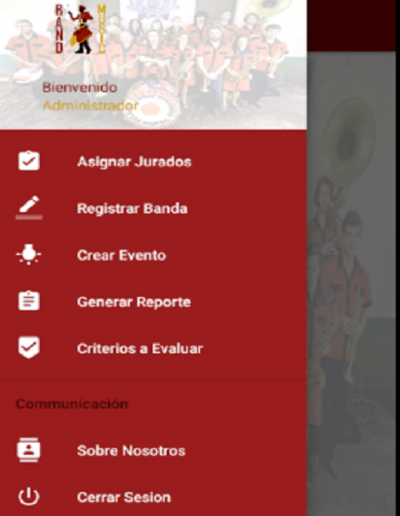 BAND MUSIC
Bienvenido
Administrador
Asignar Jurados
Registrar Banda
Crear Evento
Generar Reporte
Criterios a Evaluar
Communicación
Sobre Nosotros
Cerrar Sesion